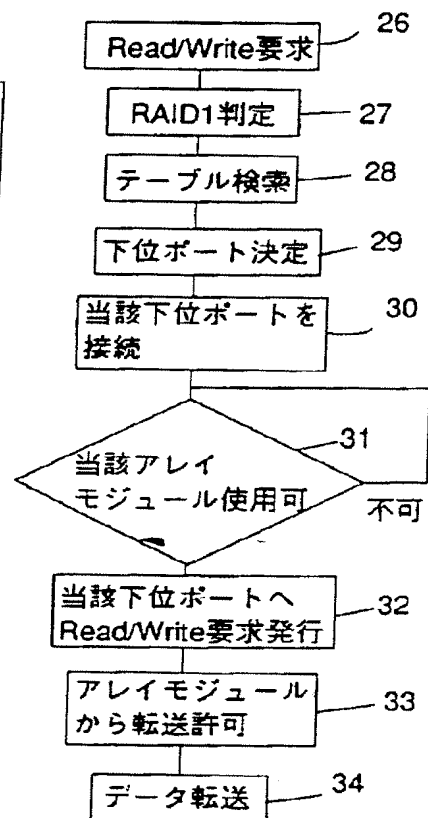 26
Read/Write要求
RAID1判定
27
テーブル検索
28
下位ポート決定
29
当該下位ポートを
接続
30
当該アレイ
モジュール使用可
31
不可
当該下位ポートへ
Read/Write要求発行
32
アレイモジュール
から転送許可
33
データ転送
34